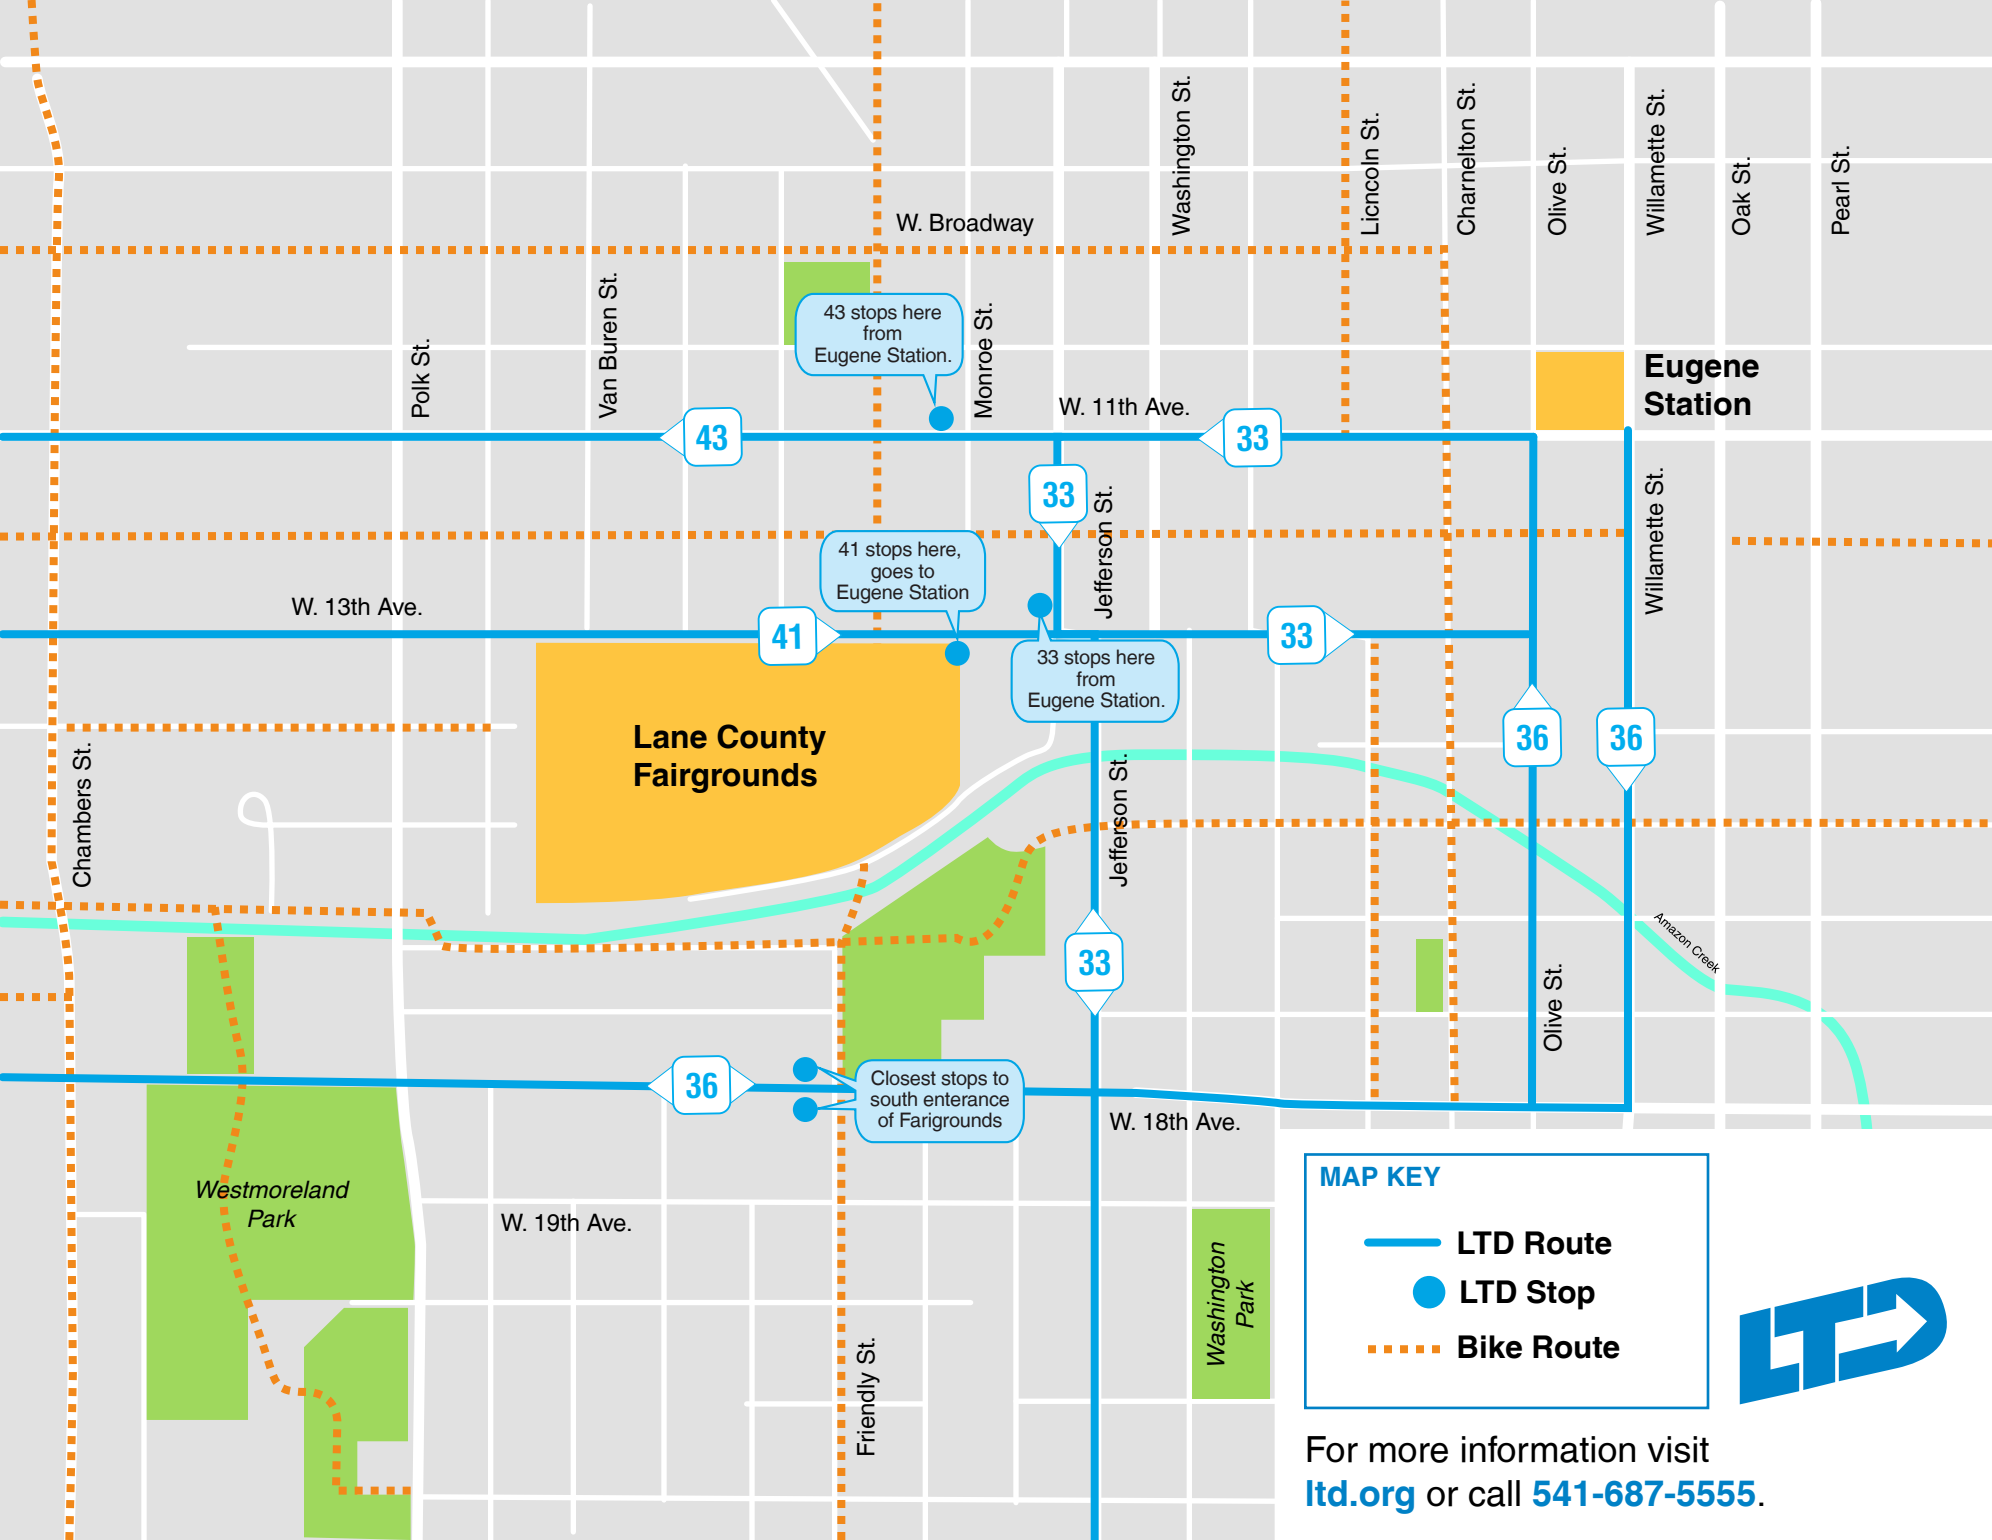 Washington St.
Licncoln St.
Charnelton St.
Olive St.
Willamette St.
Oak St.
Pearl St.
W. Broadway
Polk St.
Van Buren St.
43 stops here
from
Eugene Station.
Monroe St.
W. 11th Ave.
Eugene
Station
43
33
33
Jefferson St.
Willamette St.
41 stops here,
goes to
Eugene Station
W. 13th Ave.
41
33
33 stops here
from
Eugene Station.
Lane County
Fairgrounds
36
36
Chambers St.
Jefferson St.
33
Amazon Creek
Olive St.
36
Closest stops to
south enterance
of Farigrounds
W. 18th Ave.
Westmoreland
Park
W. 19th Ave.
Washington
Park
Friendly St.
MAP KEY
LTD Route
LTD Stop
Bike Route
LTD
For more information visit
ltd.org or call 541-687-5555.